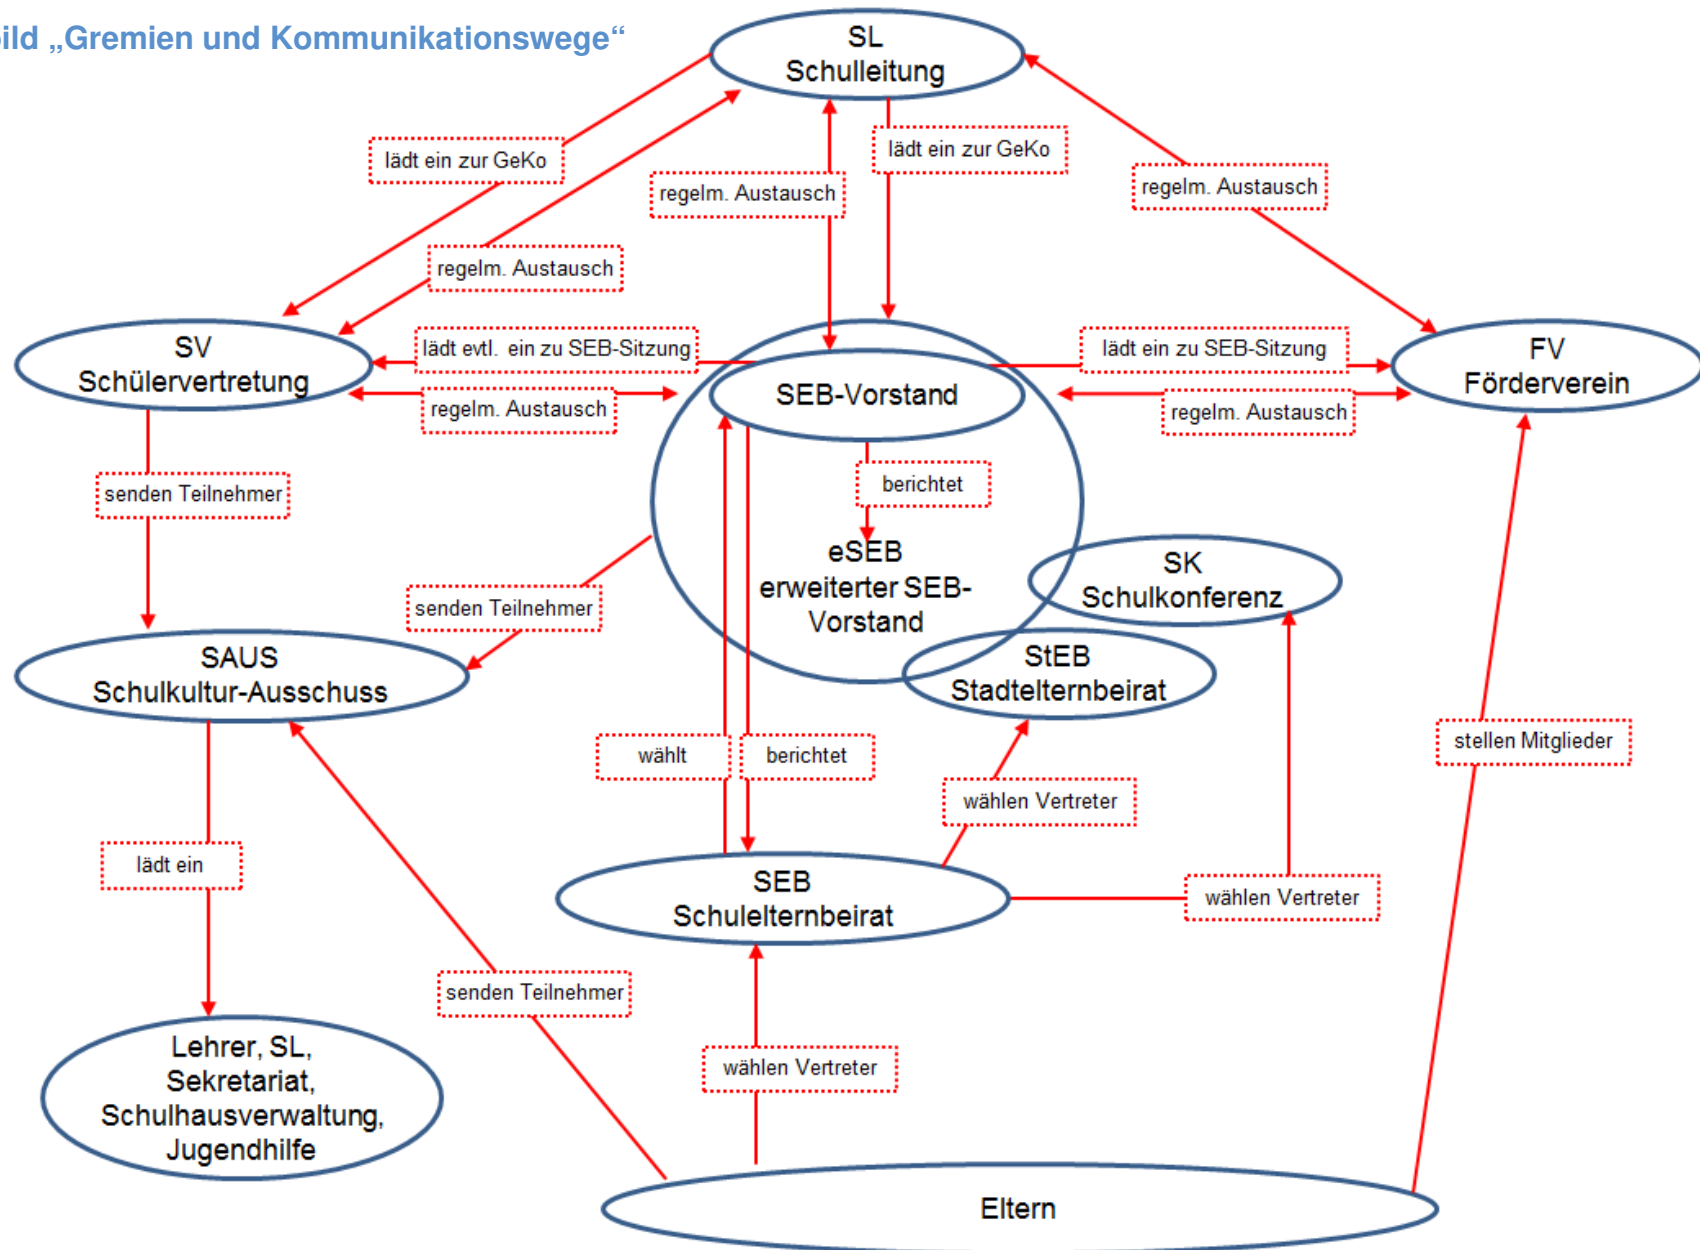 bild „Gremien und Kommunikationswege“
SL
Schulleitung
lädt ein zur GeKo
lädt ein zur GeKo
regelm. Austausch
regelm. Austausch
regelm. Austausch
SV
Schülervertretung
lädt evtl. ein zu SEB-Sitzung
regelm. Austausch
SEB-Vorstand
lädt ein zu SEB-Sitzung
regelm. Austausch
FV
Förderverein
senden Teilnehmer
berichtet
eSEB
erweiterter SEB-
Vorstand
SK
Schulkonferenz
senden Teilnehmer
SAUS
Schulkultur-Ausschuss
StEB
Stadtelternbeirat
wählt
berichtet
stellen Mitglieder
wählen Vertreter
lädt ein
SEB
Schulelternbeirat
wählen Vertreter
senden Teilnehmer
Lehrer, SL,
Sekretariat,
Schulhausverwaltung,
Jugendhilfe
wählen Vertreter
Eltern